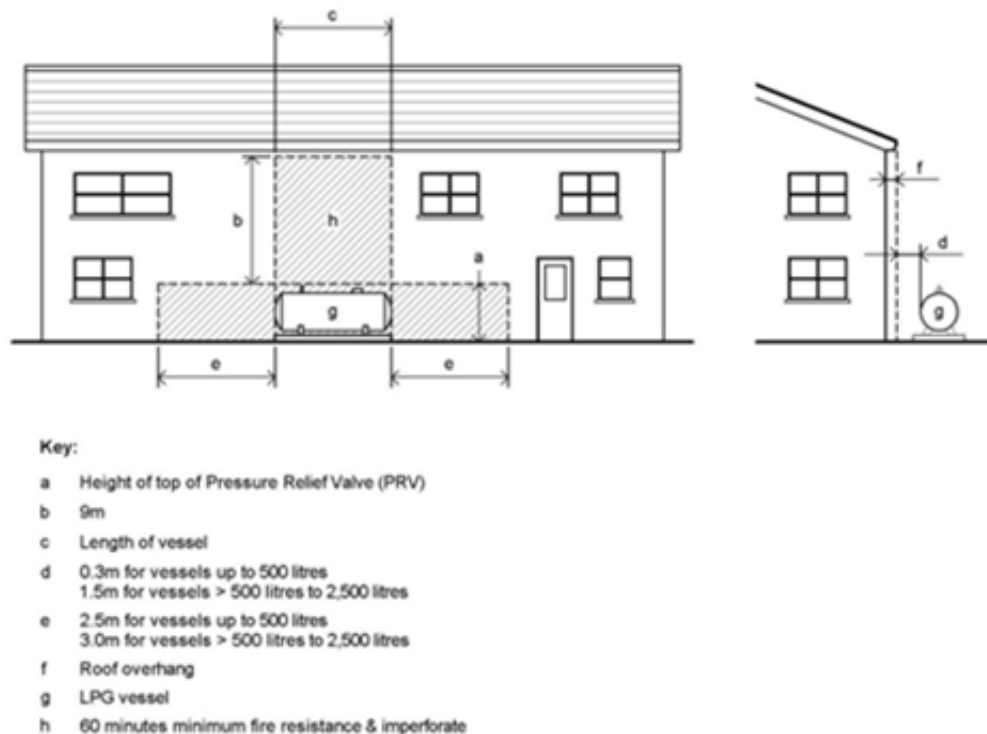 c
b
h
a
g
e
e
f
d
g
Key:
a Height of top of Pressure Relief Valve (PRV)
b 9m
c Length of vessel
d 0.3m for vessels up to 500 litres
1.5m for vessels > 500 litres to 2,500 litres
e 2.5m for vessels up to 500 litres
3.0m for vessels > 500 litres to 2,500 litres
f Roof overhang
g LPG vessel
h 60 minutes minimum fire resistance & imperforate